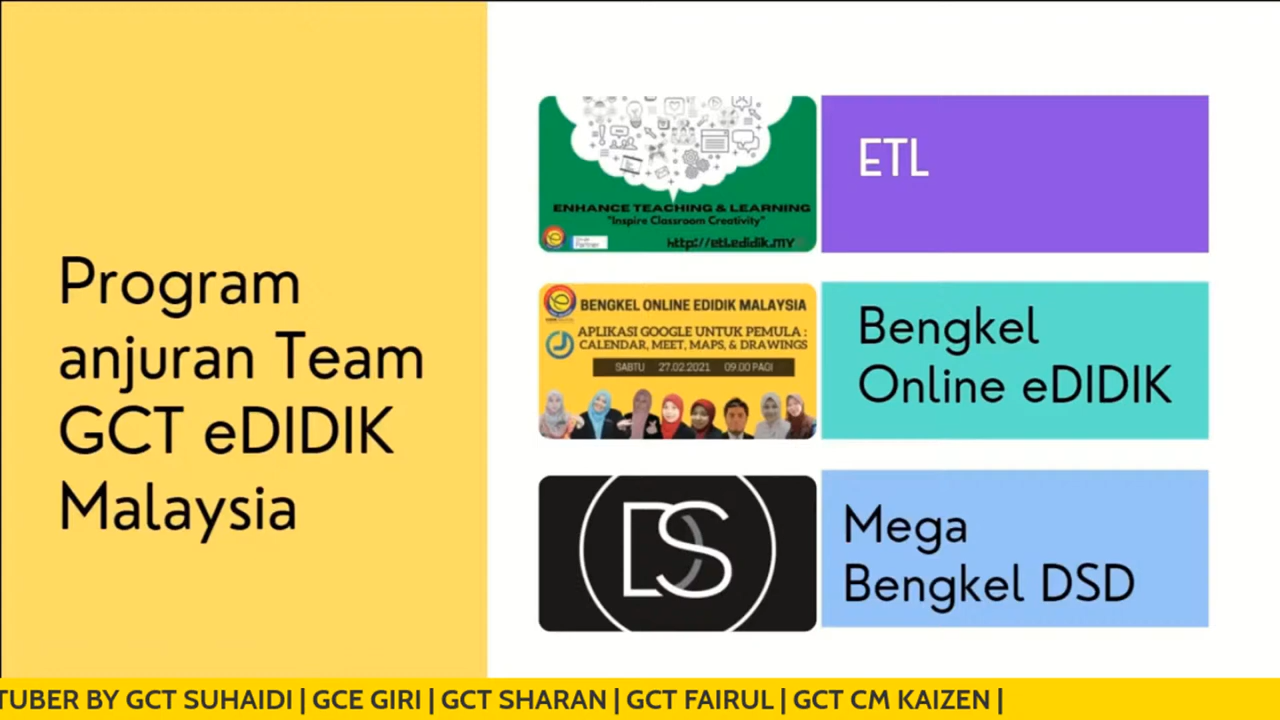 Program
anjuran Team
GCT eDIDIK
Malaysia
ENHANCE TEACHING & LEARNING
"Inspire Classroom Creativity"
Partner
http://etl.edidik.MY
ETL
BENGKEL ONLINE EDIDIK MALAYSIA
APLIKASI GOOGLE UNTUK PEMULA :
CALENDAR, MEET, MAPS, & DRAWINGS
SABTU 27.02.2021 09.00 PAGI
Bengkel
Online eDIDIK
DS
Mega
Bengkel DSD
TUBER BY GCT SUHAIDI | GCE GIRI | GCT SHARAN | GCT FAIRUL | GCT CM KAIZEN |